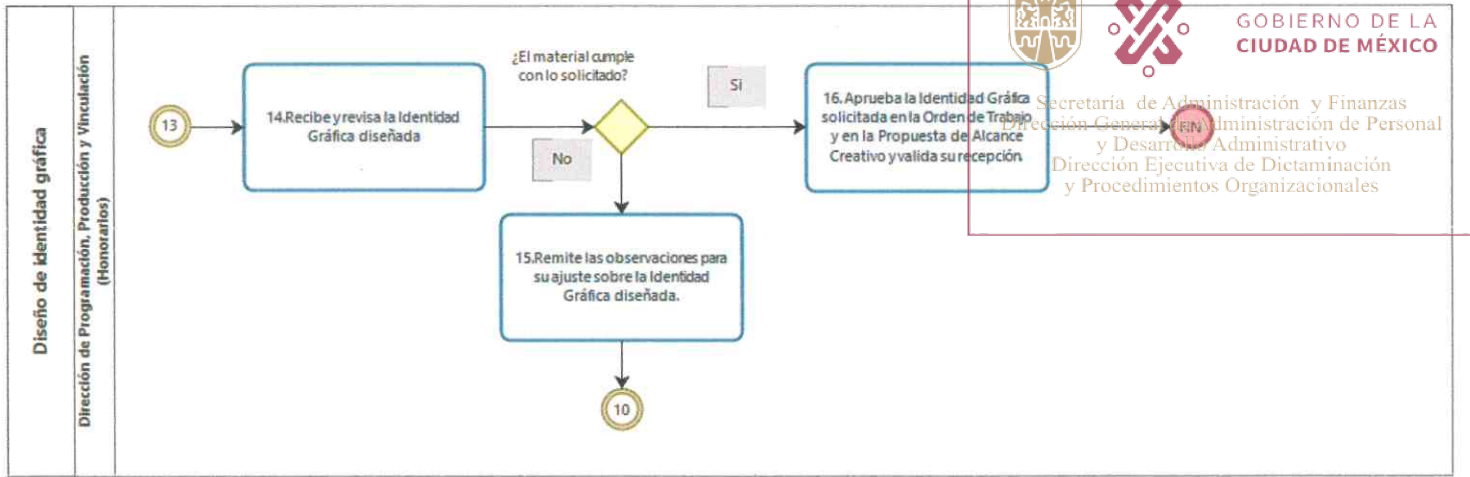 Diseño de identidad gráfica
Dirección de Programación, Producción y Vinculación
(Honorarios)
13
14.Recibe y revisa la Identidad
Gráfica diseñada
¿El material cumple
con lo solicitado?
Si
No
15.Remite las observaciones para
su ajuste sobre la Identidad
Gráfica diseñada.
10
16. Aprueba la Identidad Gráfica
solicitada en la Orden de Trabajo
y en la Propuesta de Alcance
Creativo y valida su recepción.
FIN
GOBIERNO DE LA
CIUDAD DE MÉXICO
Secretaría de Administración y Finanzas
Dirección General de Administración de Personal
y Desarrollo Administrativo
Dirección Ejecutiva de Dictaminación
y Procedimientos Organizacionales